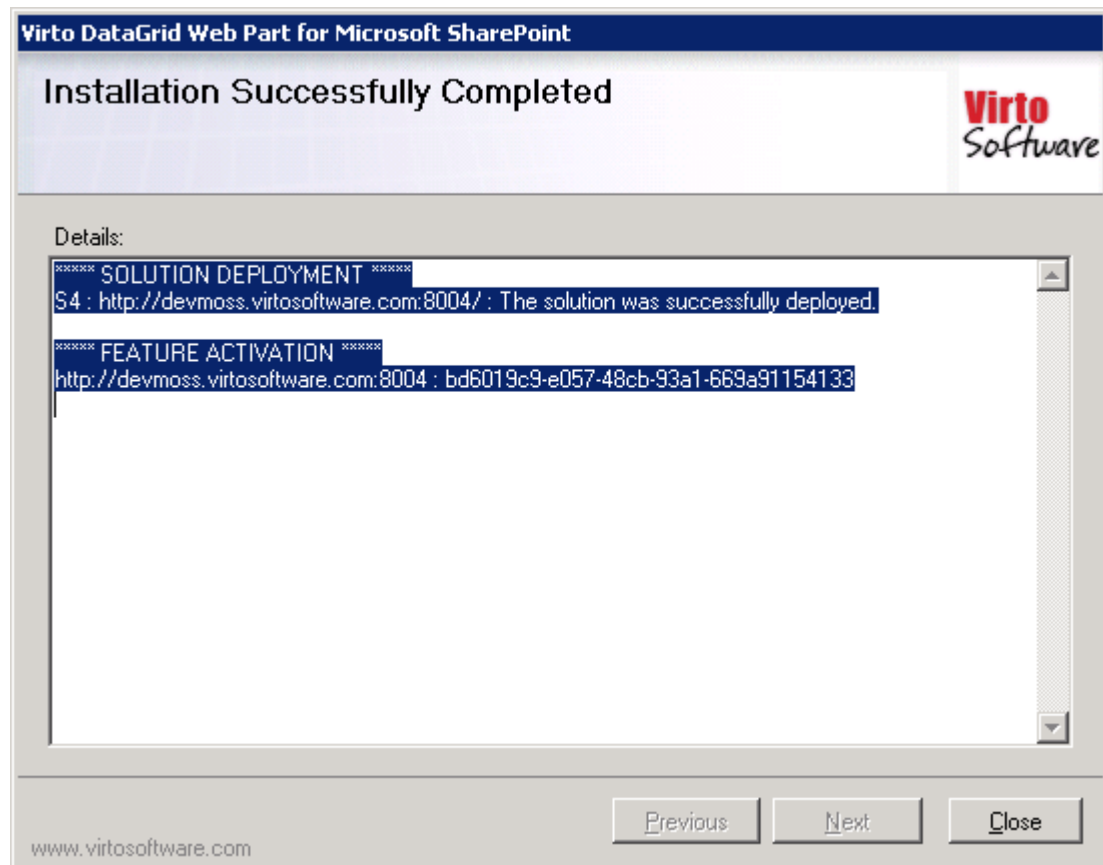 Virto DataGrid Web Part for Microsoft SharePoint
Installation Successfully Completed
Virto
Software
Details:
***** SOLUTION DEPLOYMENT *****
S4 : http://devmoss.virtosoftware.com:8004/ : The solution was successfully deployed.
***** FEATURE ACTIVATION *****
http://devmoss.virtosoftware.com:8004 : bd6019c9-e057-48cb-93a1-669a91154133
Previous Next Close
www.virtosoftware.com